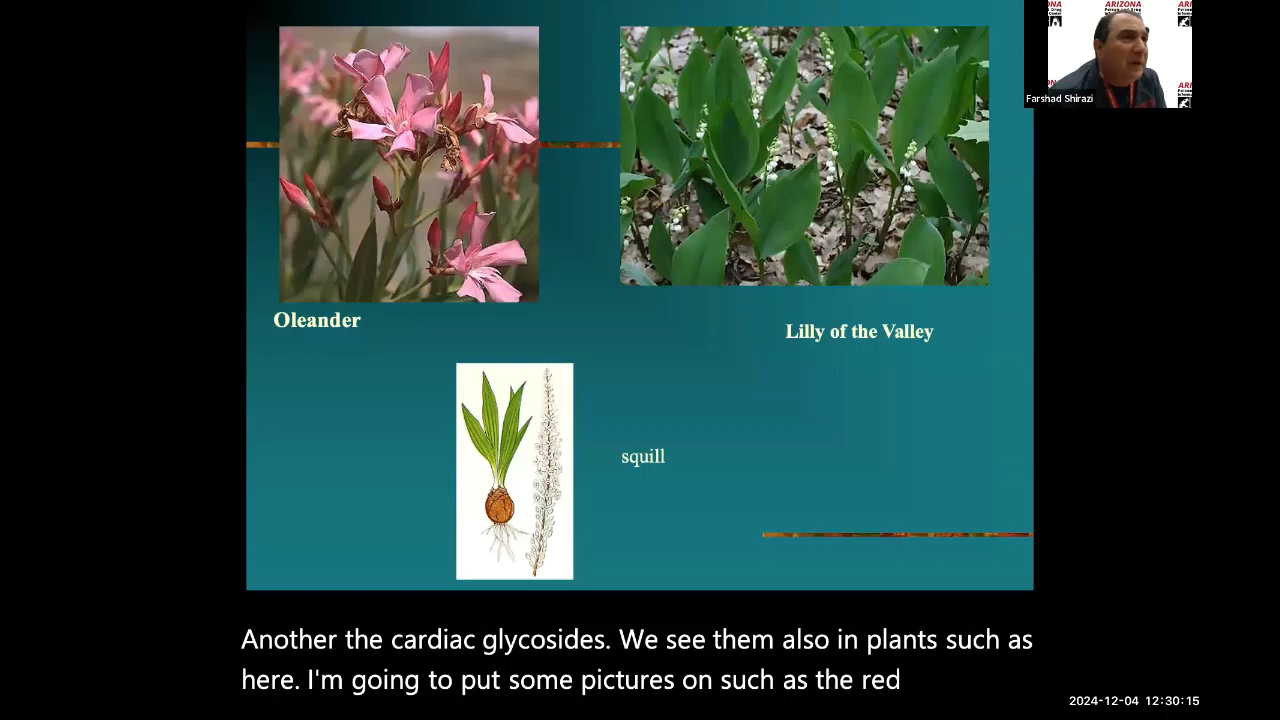 ARIZONA
Farshad Shirazi
Oleander
Lilly of the Valley
squill
Another the cardiac glycosides. We see them also in plants such as
here. I'm going to put some pictures on such as the red
2024-12-04 12:30:15